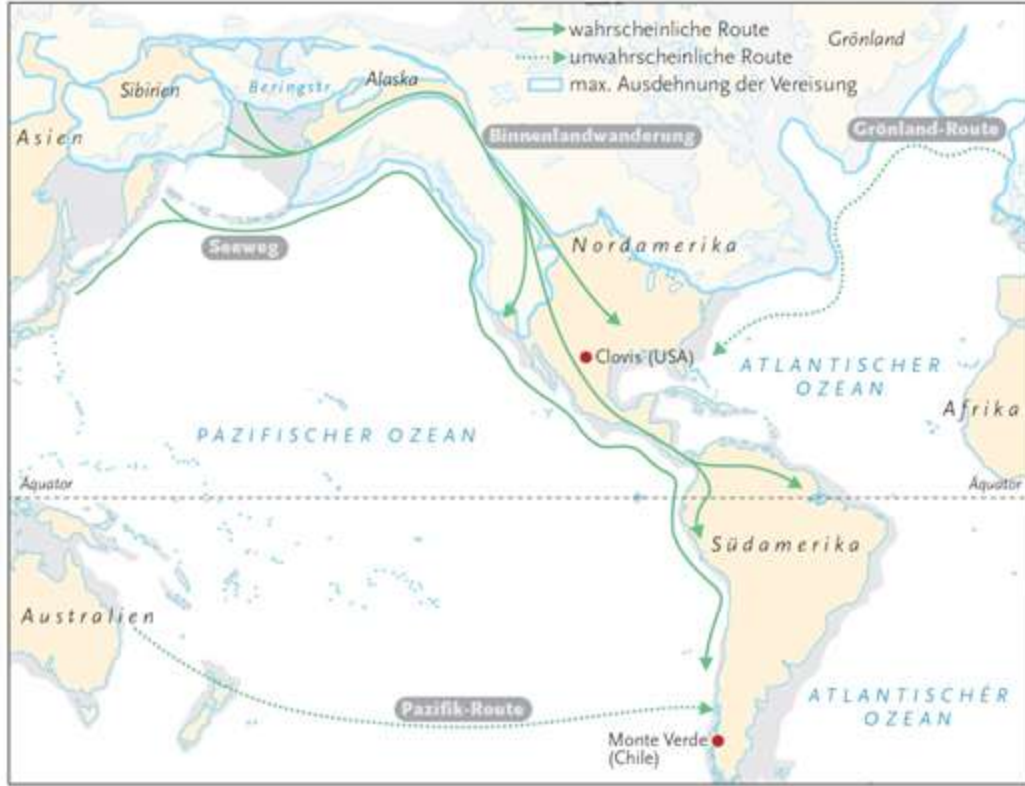 wahrscheinliche Route
unwahrscheinliche Route
max. Ausdehnung der Vereisung
Grönland
Sibirien
Beringstr.
Alaska
Asien
Binnenlandwanderung
Grönland-Route
Seeweg
Nordamerika
Clovis (USA)
ATLANTISCHER
OZEAN
Afrika
PAZIFISCHER OZEAN
Äquator
Äquator
Südamerika
Australien
Pazifik-Route
ATLANTISCHER
OZEAN
Monte Verde
(Chile)